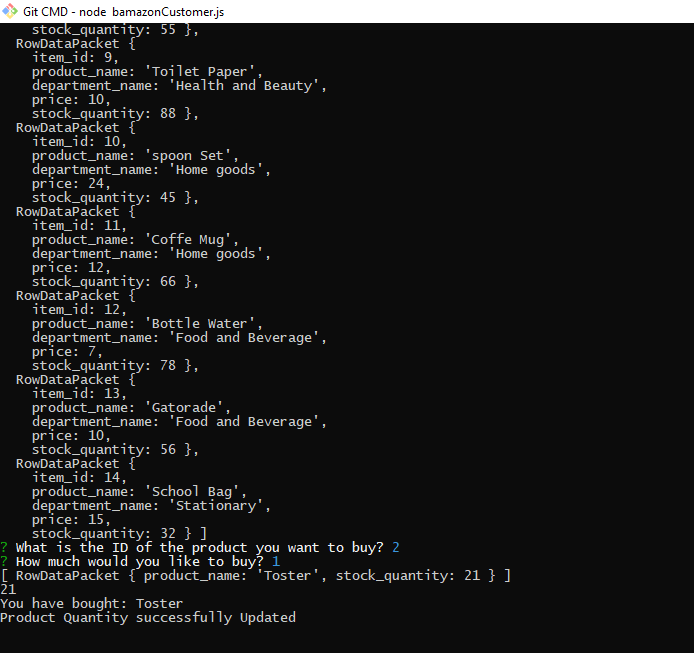 Git CMD - node  bamazonCustomer.js
    stock_quantity: 55 },
  RowDataPacket {
    item_id: 9,
    product_name: 'Toilet Paper',
    department_name: 'Health and Beauty',
    price: 10,
    stock_quantity: 88 },
  RowDataPacket {
    item_id: 10,
    product_name: 'spoon Set',
    department_name: 'Home goods',
    price: 24,
    stock_quantity: 45 },
  RowDataPacket {
    item_id: 11,
    product_name: 'Coffe Mug',
    department_name: 'Home goods',
    price: 12,
    stock_quantity: 66 },
  RowDataPacket {
    item_id: 12,
    product_name: 'Bottle Water',
    department_name: 'Food and Beverage',
    price: 7,
    stock_quantity: 78 },
  RowDataPacket {
    item_id: 13,
    product_name: 'Gatorade',
    department_name: 'Food and Beverage',
    price: 10,
    stock_quantity: 56 },
  RowDataPacket {
    item_id: 14,
    product_name: 'School Bag',
    department_name: 'Stationary',
    price: 15,
    stock_quantity: 32 } ]
? What is the ID of the product you want to buy? 2
? How much would you like to buy? 1
[ RowDataPacket { product_name: 'Toster', stock_quantity: 21 } ]
21
You have bought: Toster
Product Quantity successfully Updated